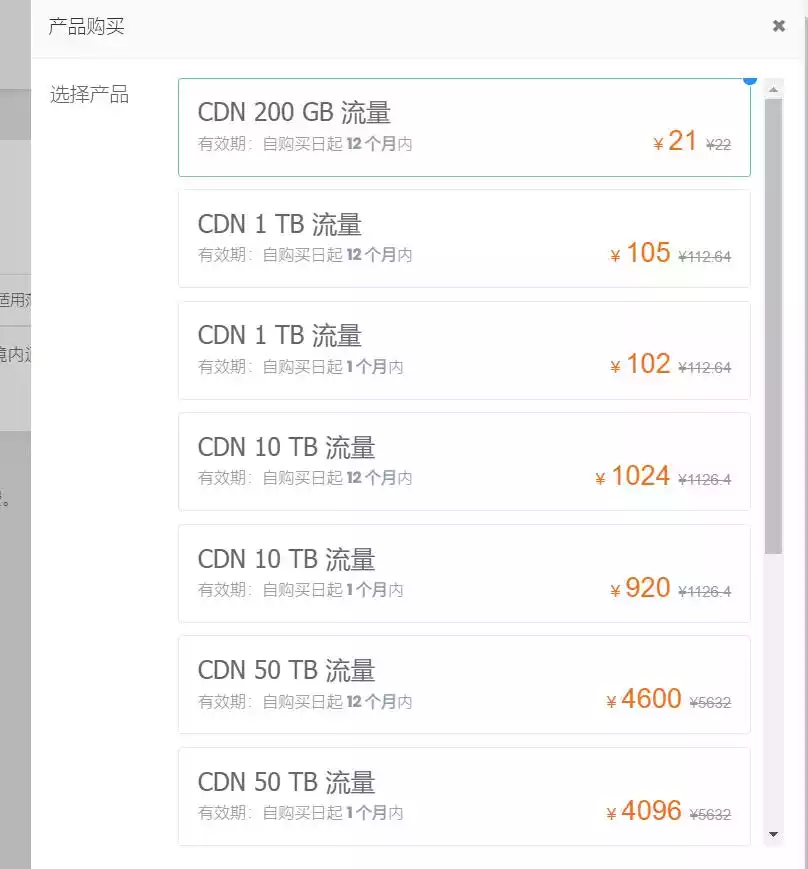 产品购买
选择产品
CDN 200 GB 流量
有效期：自购买日起 12 个月内
¥ 21 ¥22
CDN 1 TB 流量
有效期：自购买日起 12 个月内
¥ 105 ¥112.64
适用范
CDN 1 TB 流量
境内
有效期：自购买日起 1 个月内
¥ 102 ¥112.64
CDN 10 TB 流量
有效期：自购买日起 12 个月内
¥ 1024 ¥1126.4
CDN 10 TB 流量
有效期：自购买日起 1 个月内
¥ 920 ¥1126.4
CDN 50 TB 流量
有效期：自购买日起 12 个月内
¥ 4600 ¥5632
CDN 50 TB 流量
有效期：自购买日起 1 个月内
¥ 4096 ¥5632